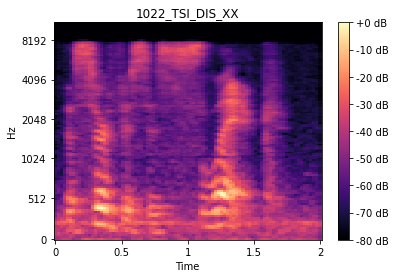 1022_TSI_DIS_XX
8192
4096
2048
1024
512
0
Hz
0
0.5
1
1.5
2
Time
+0 dB
-10 dB
-20 dB
-30 dB
-40 dB
-50 dB
-60 dB
-70 dB
-80 dB